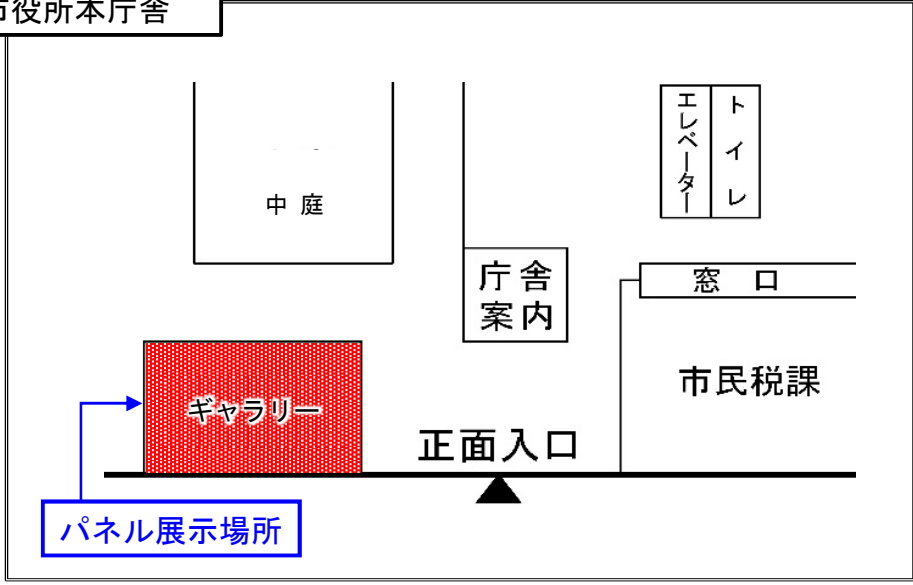 市役所本庁舎
エレベーター
トイレ
中庭
庁舎
案内
窓口
市民税課
ギャラリー
正面入口
パネル展示場所